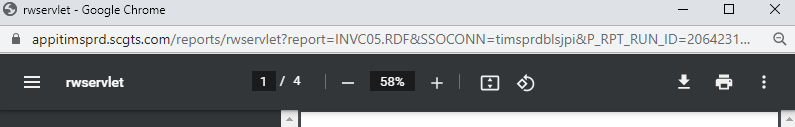 rwservlet - Google Chrome
appitimsprd.scgts.com/reports/rwservlet?report=INVC05.RDF&SSOCONN=timsprdblsjpi&P_RPT_RUN_ID=2064231...
rwservlet 1 / 4 — 58% +